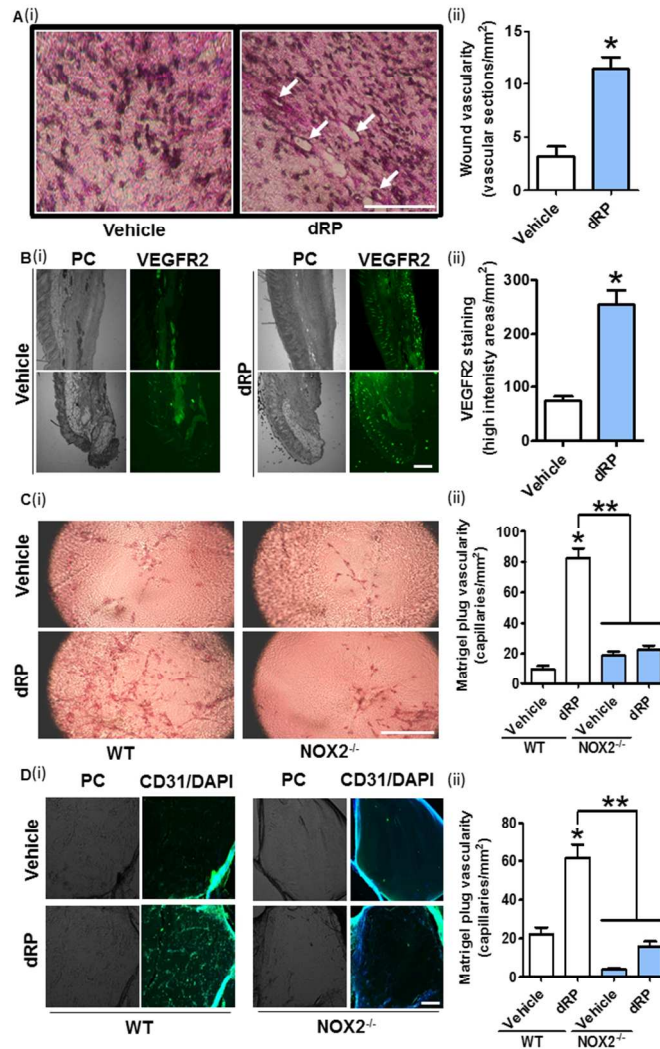 A(i)
Vehicle
dRP
(ii)
Wound vascularity
(vascular sections/mm²)
15
10
5
0
*
Vehicle
dRP
B(i)
PC
VEGFR2
PC
VEGFR2
Vehicle
dRP
(ii)
VEGFR2 staining
(high intenisty areas/mm²)
300
200
100
0
*
Vehicle
dRP
C(i)
Vehicle
dRP
WT
NOX2⁻/⁻
(ii)
Matrigel plug vascularity
(capillaries/mm²)
100
80
60
40
20
0
*
**
Vehicle
dRP
Vehicle
dRP
WT
NOX2⁻/⁻
D(i)
PC
CD31/DAPI
PC
CD31/DAPI
Vehicle
dRP
WT
NOX2⁻/⁻
(ii)
Matrigel plug vascularity
(capillaries/mm²)
80
60
40
20
0
*
**
Vehicle
dRP
Vehicle
dRP
WT
NOX2⁻/⁻